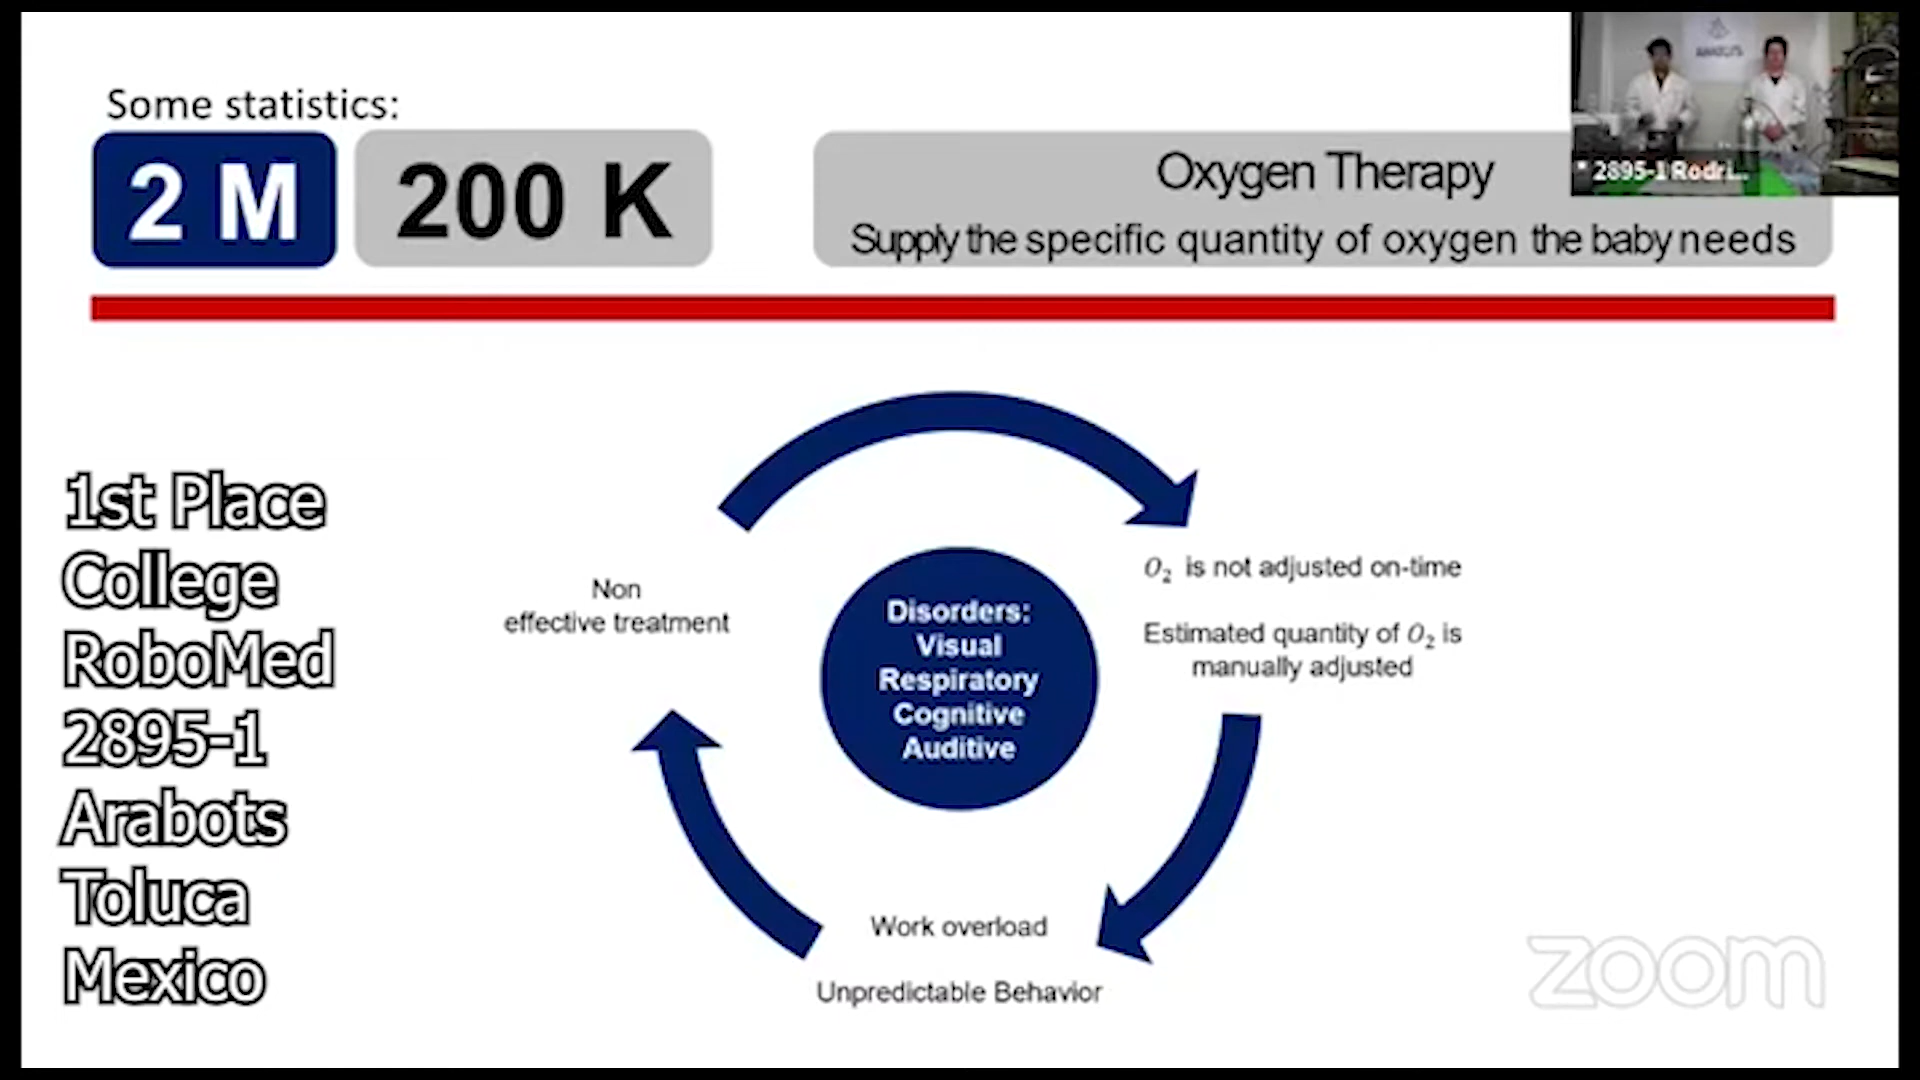 Some statistics:
2 M
200 K
Oxygen Therapy
Supply the specific quantity of oxygen the baby needs
* 2895-1 Rodri...
1st Place
College
RoboMed
2895-1
Arabots
Toluca
Mexico
Non
effective treatment
Disorders:
Visual
Respiratory
Cognitive
Auditive
O₂ is not adjusted on-time
Estimated quantity of O₂ is
manually adjusted
Work overload
Unpredictable Behavior
zoom